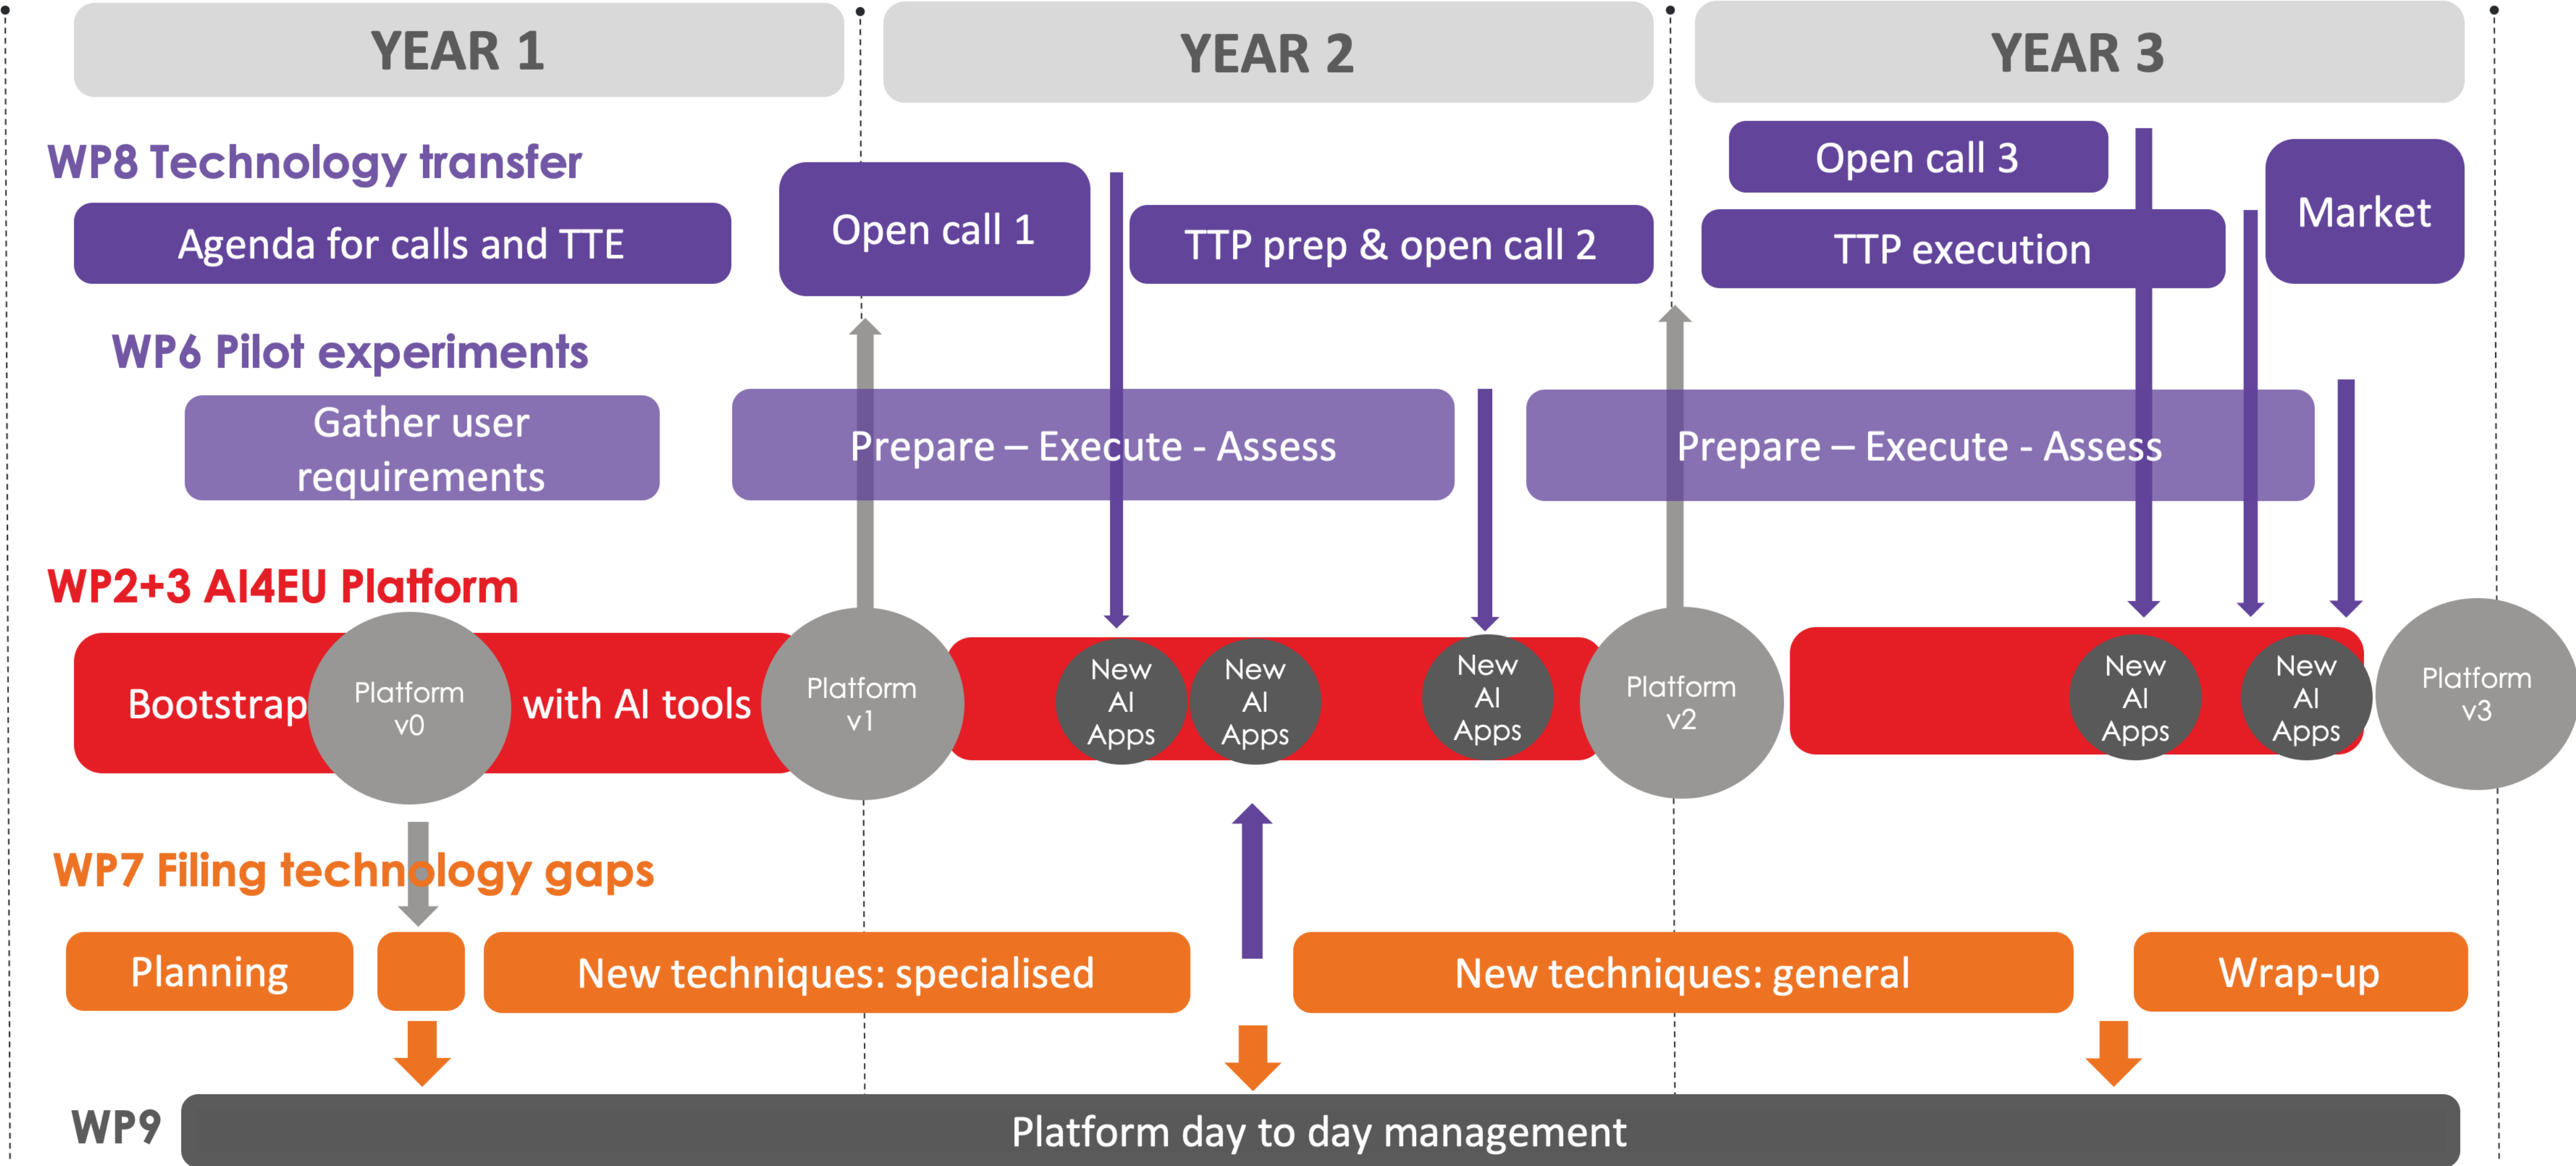 YEAR 1
YEAR 2
YEAR 3
WP8 Technology transfer
Agenda for calls and TTE
Open call 1
TTP prep & open call 2
Open call 3
TTP execution
Market
WP6 Pilot experiments
Gather user
requirements
Prepare – Execute - Assess
Prepare – Execute - Assess
WP2+3 AI4EU Platform
Bootstrap
Platform
v0
with AI tools
Platform
v1
New
AI
Apps
New
AI
Apps
New
AI
Apps
Platform
v2
New
AI
Apps
New
AI
Apps
Platform
v3
WP7 Filing technology gaps
Planning
New techniques: specialised
New techniques: general
Wrap-up
WP9
Platform day to day management